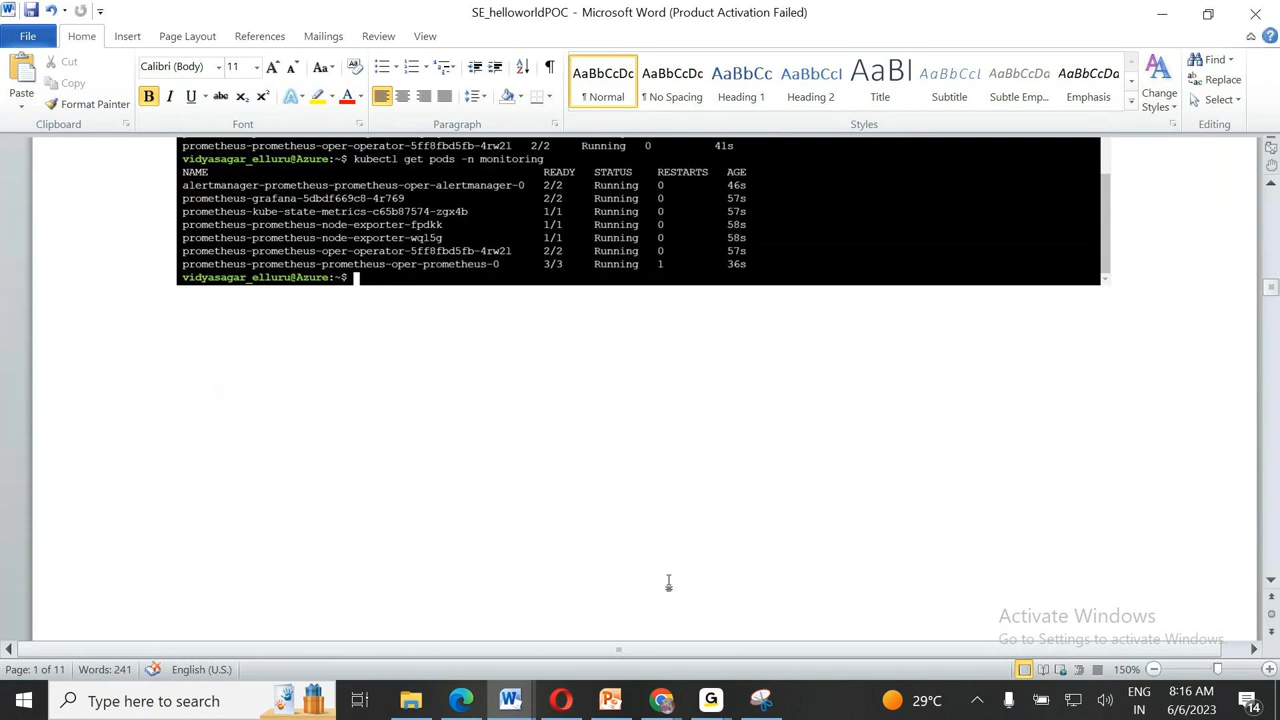 SE_helloworldPOC - Microsoft Word (Product Activation Failed)
File Home Insert Page Layout References Mailings Review View
Paste
Cut
Copy
Format Painter
Clipboard
Calibri (Body) 11
Font
Paragraph
AaBbCcDc AaBbCcDc AaBbCc AaBbCcI AaBI AaBbCcI AaBbCcDc AaBbCcDc
¶ Normal ¶ No Spacing Heading 1 Heading 2 Title Subtitle Subtle Emp... Emphasis
Change Styles
Styles
Find
Replace
Select
Editing
prometheus-prometheus-oper-operator-5ff8fbd5fb-4rw2l 2/2 Running 0 41s
vidyasagar_elluru@Azure:~$ kubectl get pods -n monitoring
NAME READY STATUS RESTARTS AGE
alertmanager-prometheus-prometheus-oper-alertmanager-0 2/2 Running 0 46s
prometheus-grafana-5dbdf669c8-4r769 2/2 Running 0 57s
prometheus-kube-state-metrics-c65b87574-zgx4b 1/1 Running 0 57s
prometheus-prometheus-node-exporter-fpdkk 1/1 Running 0 58s
prometheus-prometheus-node-exporter-wql5g 1/1 Running 0 58s
prometheus-prometheus-oper-operator-5ff8fbd5fb-4rw2l 2/2 Running 0 57s
prometheus-prometheus-prometheus-oper-prometheus-0 3/3 Running 1 36s
vidyasagar_elluru@Azure:~$
Activate Windows
Go to Settings to activate Windows.
Page: 1 of 11 Words: 241 English (U.S.) 150%
Type here to search
29°C
ENG
IN
8:16 AM
6/6/2023
14